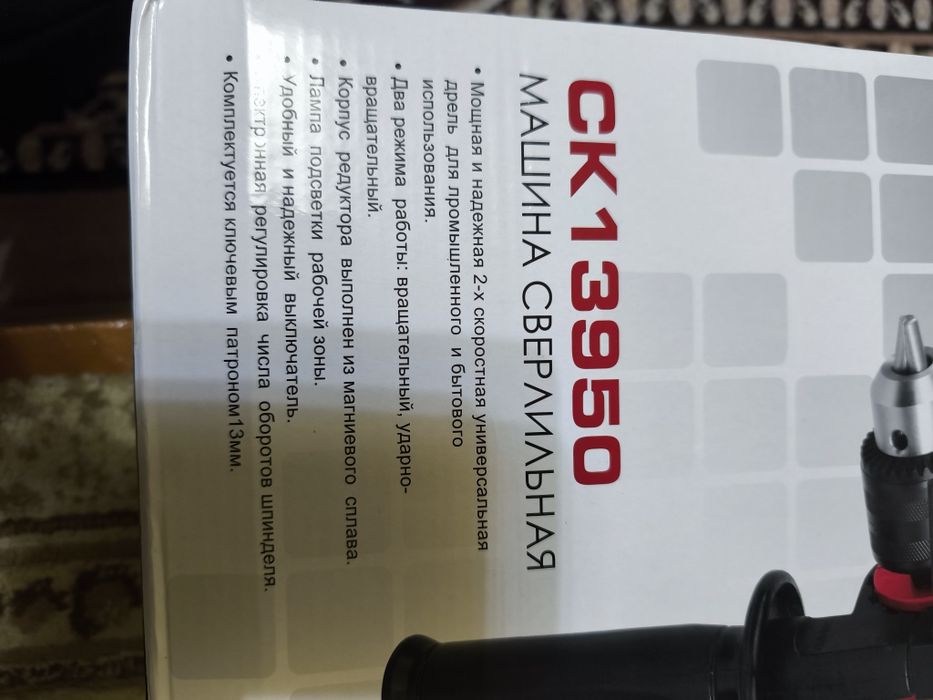 СК13950
МАШИНА СВЕРЛИЛЬНАЯ
• Мощная и надежная 2-х скоростная универсальная
дрель для промышленного и бытового
использования.
• Два режима работы: вращательный, ударно-
вращательный.
• Корпус редуктора выполнен из магниевого сплава.
• Лампа подсветки рабочей зоны.
• Удобный и надежный выключатель.
электронная регулировка числа оборотов шпинделя.
• Комплектуется ключевым патроном13мм.